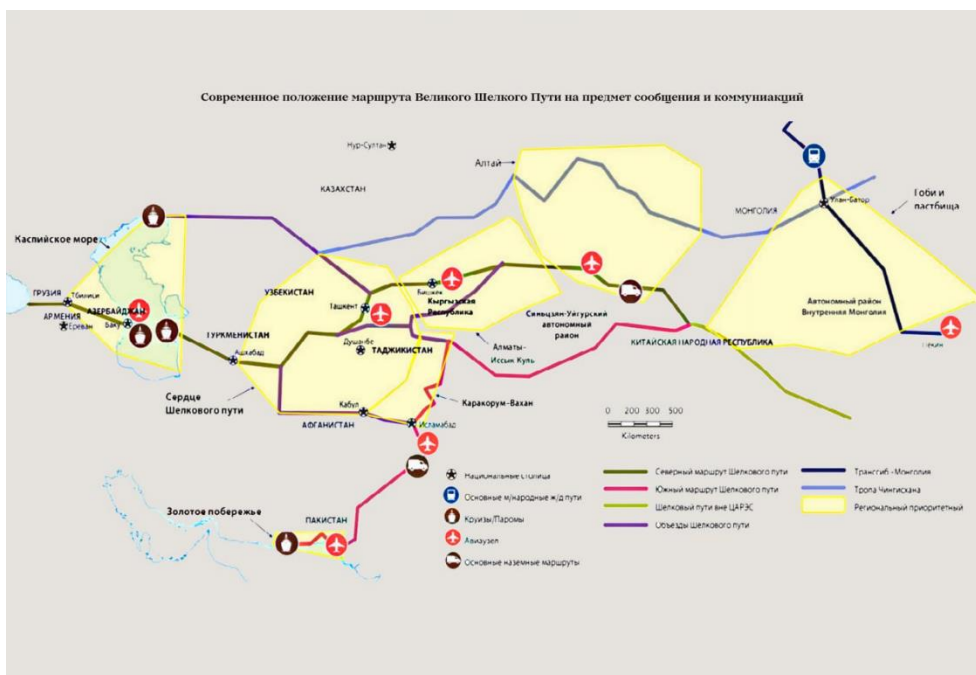 Современное положение маршрута Великого Шелкого Пути на предмет сообщения и коммуниакций
Нур-Султан
Алтай
КАЗАХСТАН
МОНГОЛИЯ
Улан-Батор
Гоби и
пастбища
Каспийское море
ГРУЗИЯ
Тбилиси
АРМЕНИЯ
Ереван
АЗЕРБАЙДЖАН
Баку
УЗБЕКИСТАН
Ташкент
Бишкек
Кыргызская
Республика
ТУРКМЕНИСТАН
Ашхабад
Душанбе
ТАДЖИКИСТАН
Синьцзян-Уйгурский
автономный
район
Алматы-
Иссык Куль
Автономный район
Внутренняя Монголия
КИТАЙСКАЯ НАРОДНАЯ РЕСПУБЛИКА
Пекин
Сердце
Шелкового пути
Кабул
АФГАНИСТАН
Исламабад
Каракорум-Вахан
0 200 300 500
Kilometers
Золотое побережье
ПАКИСТАН
Национальные столица
Основные м/народные ж/д пути
Круизы/Паромы
Авиаузел
Основные наземные маршруты
Северный маршрут Шелкового пути
Южный маршрут Шелкового пути
Шелковый пути вне ЦАРЭС
Объезды Шелкового пути
Транссиб -Монголия
Тропа Чингисхана
Региональный приоритетный